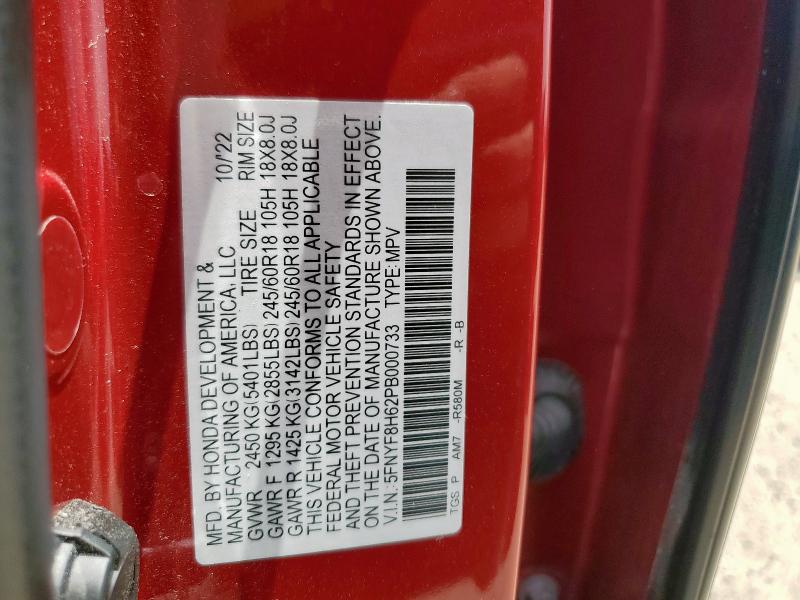 MFD. BY HONDA DEVELOPMENT &
MANUFACTURING OF AMERICA, LLC 10/'22
GVWR 2450 KG(5401LBS) TIRE SIZE RIM SIZE
GAWR F 1295 KG(2855LBS) 245/60R18 105H 18X8.0J
GAWR R 1425 KG(3142LBS) 245/60R18 105H 18X8.0J
THIS VEHICLE CONFORMS TO ALL APPLICABLE
FEDERAL MOTOR VEHICLE SAFETY
AND THEFT PREVENTION STANDARDS IN EFFECT
ON THE DATE OF MANUFACTURE SHOWN ABOVE.
V.I.N.:5FNYF8H62PB000733 TYPE:MPV
TGS P AM7 -R580M -R -B